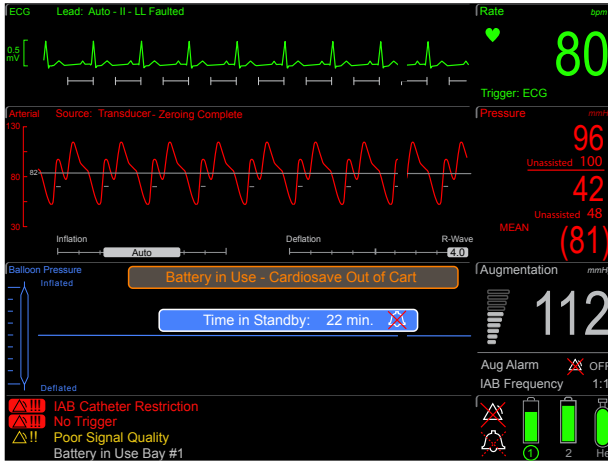 ECG Lead: Auto - II - LL Faulted
0.5
mV
Rate bpm
80
Trigger: ECG
Arterial Source: Transducer - Zeroing Complete
130
80
82
30
Pressure mmHg
96
Unassisted 100
42
Unassisted 48
MEAN
(81)
Inflation Deflation R-Wave
Auto 4.0
Balloon Pressure
Inflated
Deflated
Battery in Use - Cardiosave Out of Cart
Time in Standby: 22 min.
Augmentation mmH
112
Aug Alarm OFF
IAB Frequency 1:1
!!! IAB Catheter Restriction
!!! No Trigger
!! Poor Signal Quality
Battery in Use Bay #1
1 2 He